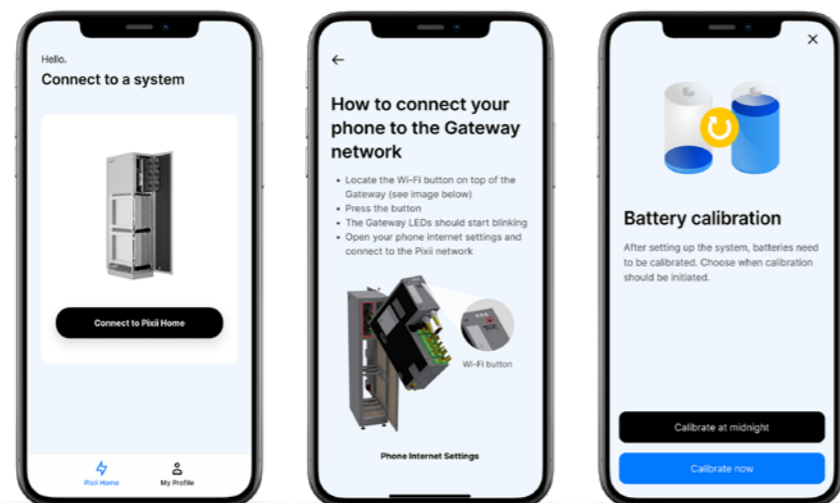 Hello.
Connect to a system
Connect to Pixii Home
Pixii Home
My Profile
How to connect your
phone to the Gateway
network
• Locate the Wi-Fi button on top of the
Gateway (see image below)
• Press the button
• The Gateway LEDs should start blinking
• Open your phone internet settings and
connect to the Pixii network
Wi-Fi button
Phone Internet Settings
Battery calibration
After setting up the system, batteries need
to be calibrated. Choose when calibration
should be initiated.
Calibrate at midnight
Calibrate now